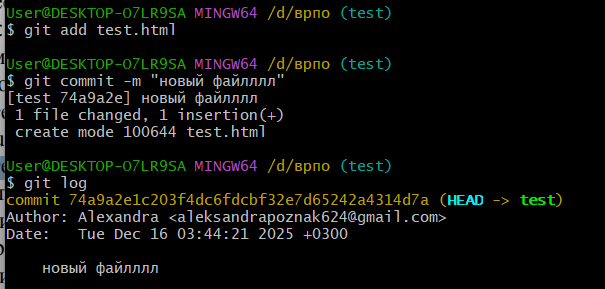 User@DESKTOP-O7LR9SA MINGW64 /d/врпо (test)
$ git add test.html
User@DESKTOP-O7LR9SA MINGW64 /d/врпо (test)
$ git commit -m "новый файлллл"
[test 74a9a2e] новый файлллл
1 file changed, 1 insertion(+)
create mode 100644 test.html
User@DESKTOP-O7LR9SA MINGW64 /d/врпо (test)
$ git log
commit 74a9a2e1c203f4dc6fdcbf32e7d65242a4314d7a (HEAD -> test)
Author: Alexandra <aleksandrapoznak624@gmail.com>
Date:   Tue Dec 16 03:44:21 2025 +0300
новый файлллл